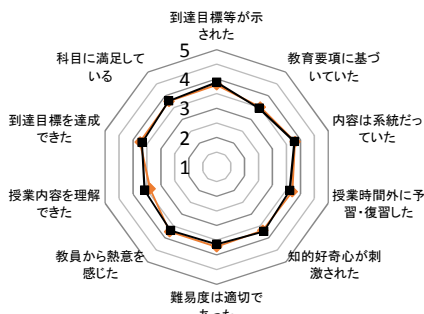 到達目標等が示
された
教育要項に基づ
いていた
内容は系統だっ
ていた
授業時間外に予
習・復習した
知的好奇心が刺
激された
難易度は適切で
あった
教員から熱意を
感じた
授業内容を理解
できた
到達目標を達成
できた
科目に満足して
いる
5
4
3
2
1